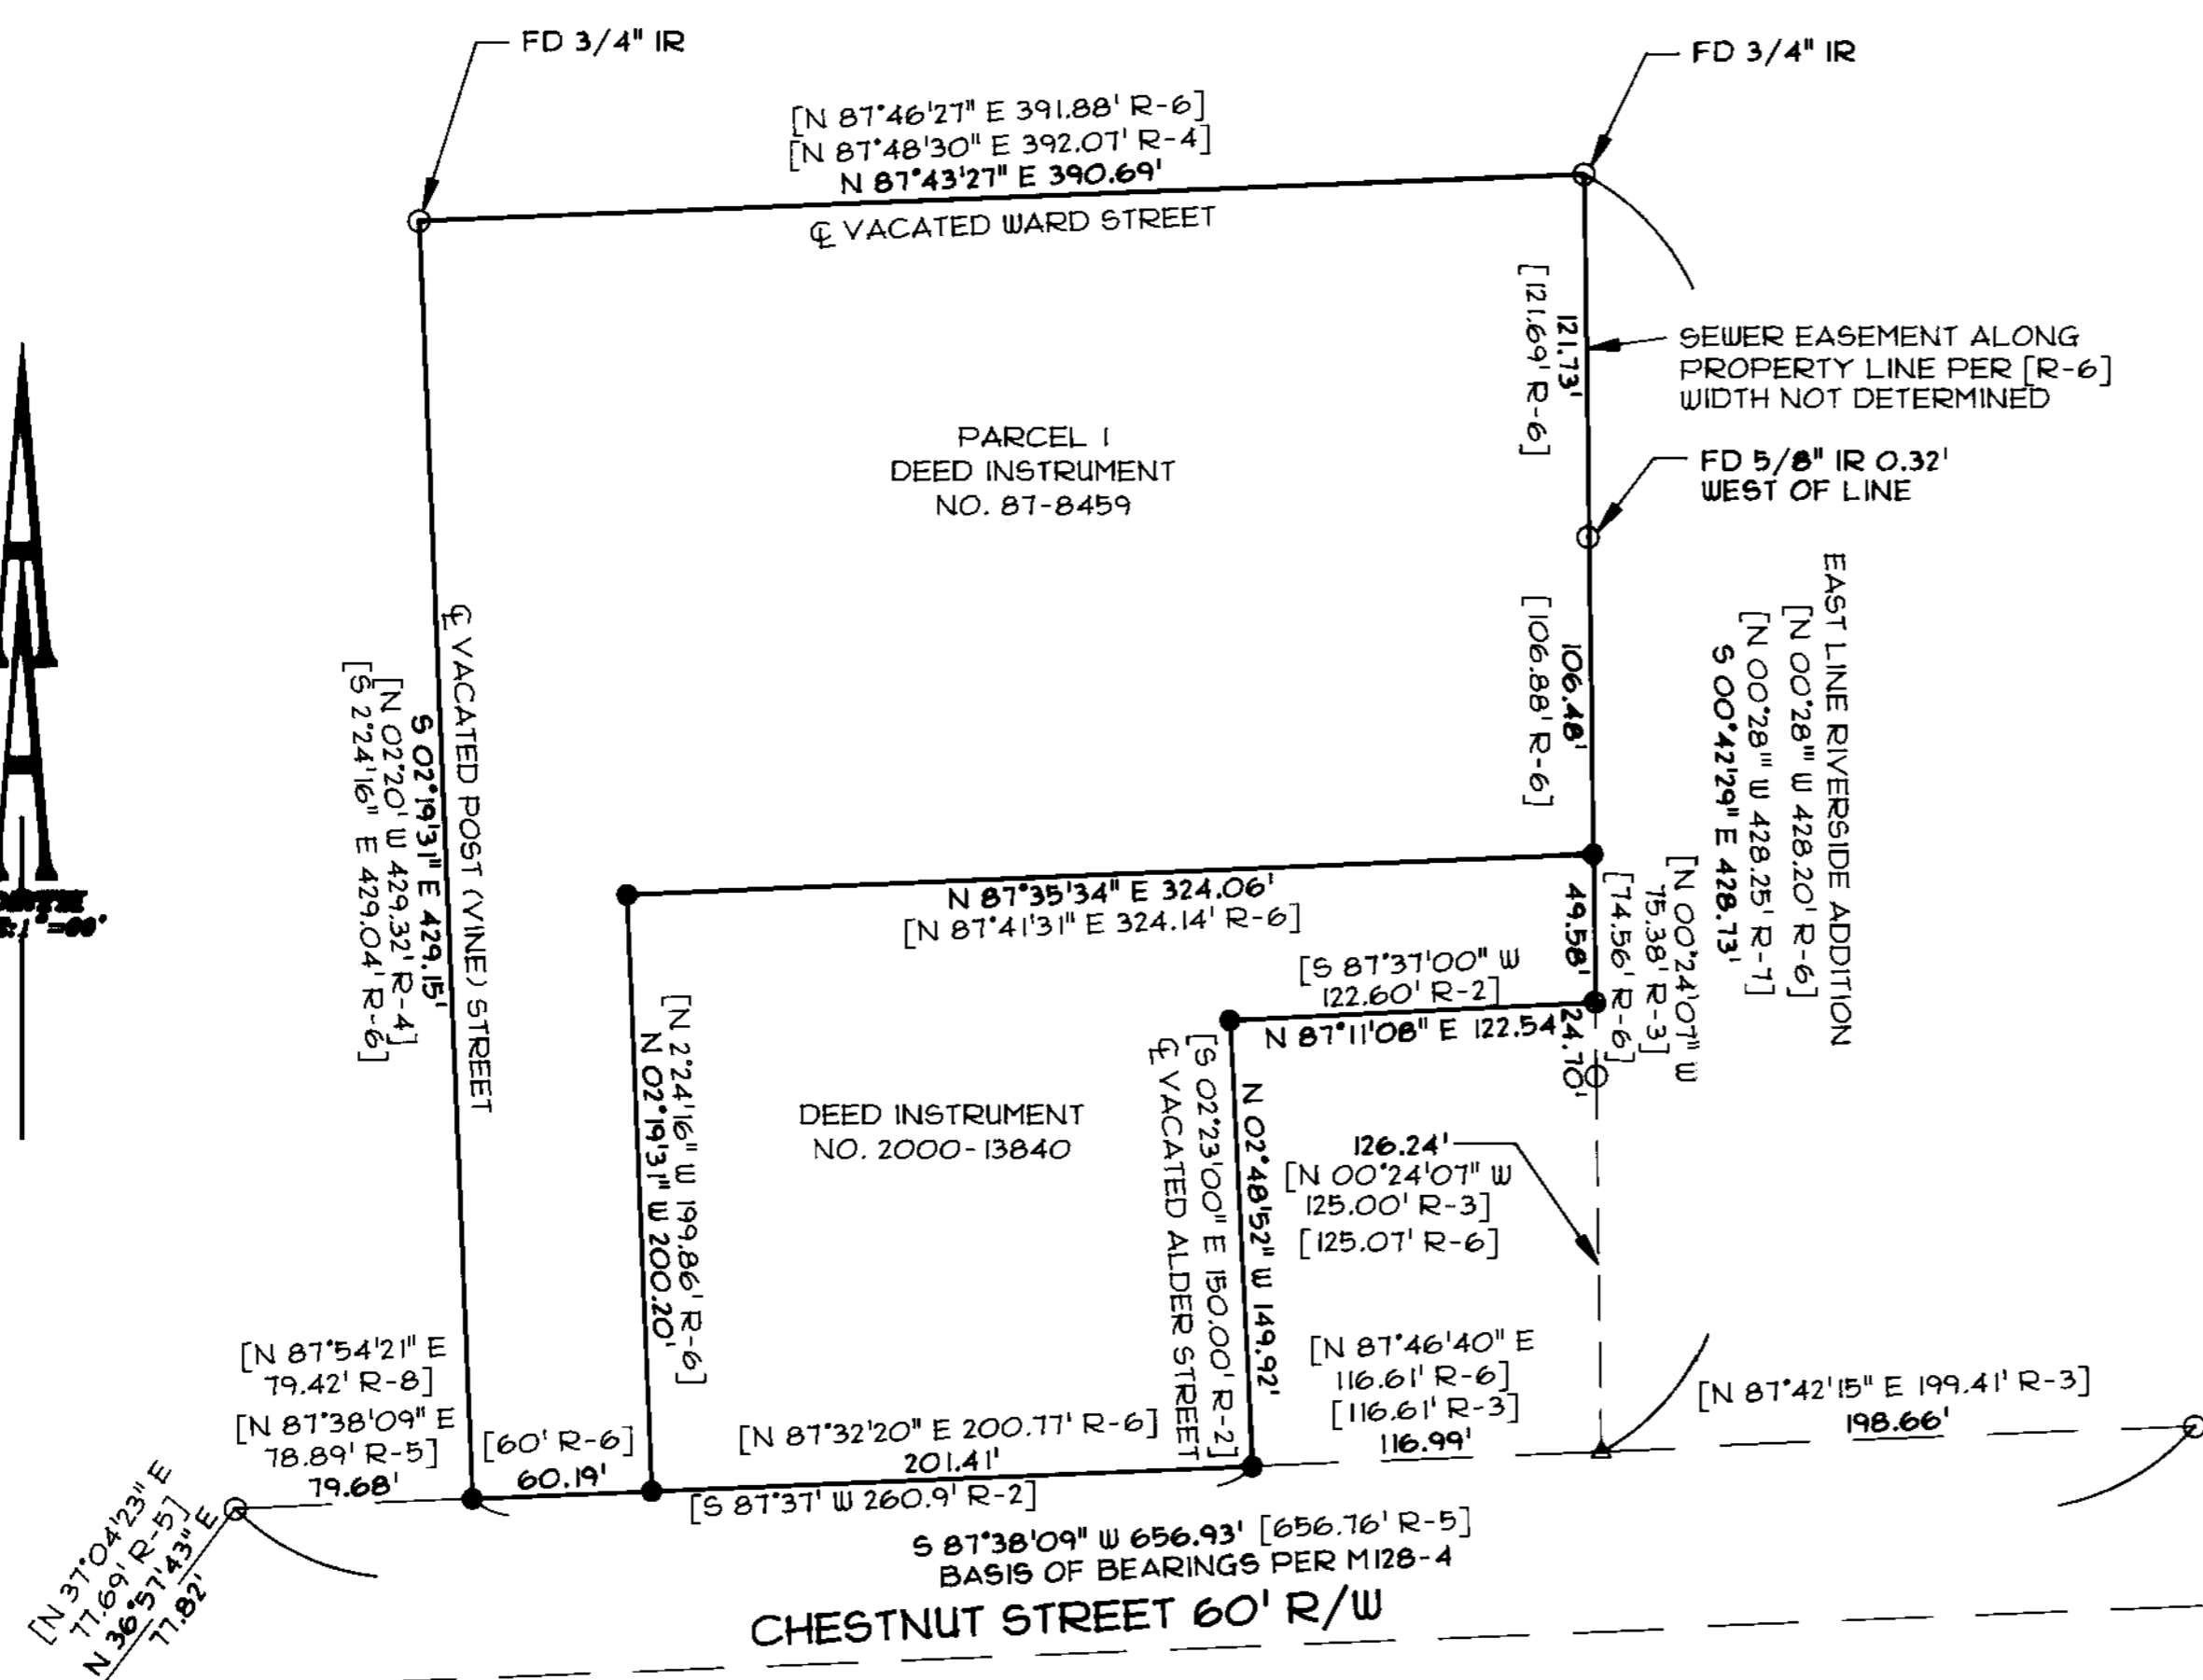 FD 3/4" IR
FD 3/4" IR
[N 87°46'27" E 391.88' R-6]
[N 87°48'30" E 392.07' R-4]
N 87°43'27" E 390.69'
℄ VACATED WARD STREET
121.73'
[121.69' R-6]
SEWER EASEMENT ALONG
PROPERTY LINE PER [R-6]
WIDTH NOT DETERMINED
PARCEL 1
DEED INSTRUMENT
NO. 87-8459
FD 5/8" IR 0.32'
WEST OF LINE
106.48'
[106.88' R-6]
EAST LINE RIVERSIDE ADDITION
[N 00°28'" W 428.20' R-6]
[N 00°28'" W 428.25' R-7]
S 00°42'29" E 428.73'
℄ VACATED POST (VINE) STREET
S 02°19'31" E 429.15'
[N 02°20' W 429.32' R-4]
[S 2°24'16" E 429.04' R-6]
N 87°35'34" E 324.06'
[N 87°41'31" E 324.14' R-6]
49.58'
[N 00°24'07" W
75.38' R-3]
[74.56' R-6]
[S 87°37'00" W
122.60' R-2]
N 87°11'08" E 122.54'
24.70'
[N 2°24'16" W 199.86' R-6]
N 02°19'31" W 200.20'
DEED INSTRUMENT
NO. 2000-13840
N 02°48'52" W 149.92'
[S 02°23'00" E 150.00' R-2]
℄ VACATED ALDER STREET
126.24'
[N 00°24'07" W
125.00' R-3]
[125.07' R-6]
[N 87°54'21" E
79.42' R-8]
[N 87°38'09" E
78.89' R-5]
79.68'
[60' R-6]
60.19'
[N 87°32'20" E 200.77' R-6]
201.41'
[S 87°37' W 260.9' R-2]
[N 87°46'40" E
116.61' R-6]
[116.61' R-3]
116.99'
[N 87°42'15" E 199.41' R-3]
198.66'
[N 37°04'23" E
77.69' R-5]
N 36°57'43" E
77.82'
S 87°38'09" W 656.93' [656.76' R-5]
BASIS OF BEARINGS PER M128-4
CHESTNUT STREET 60' R/W